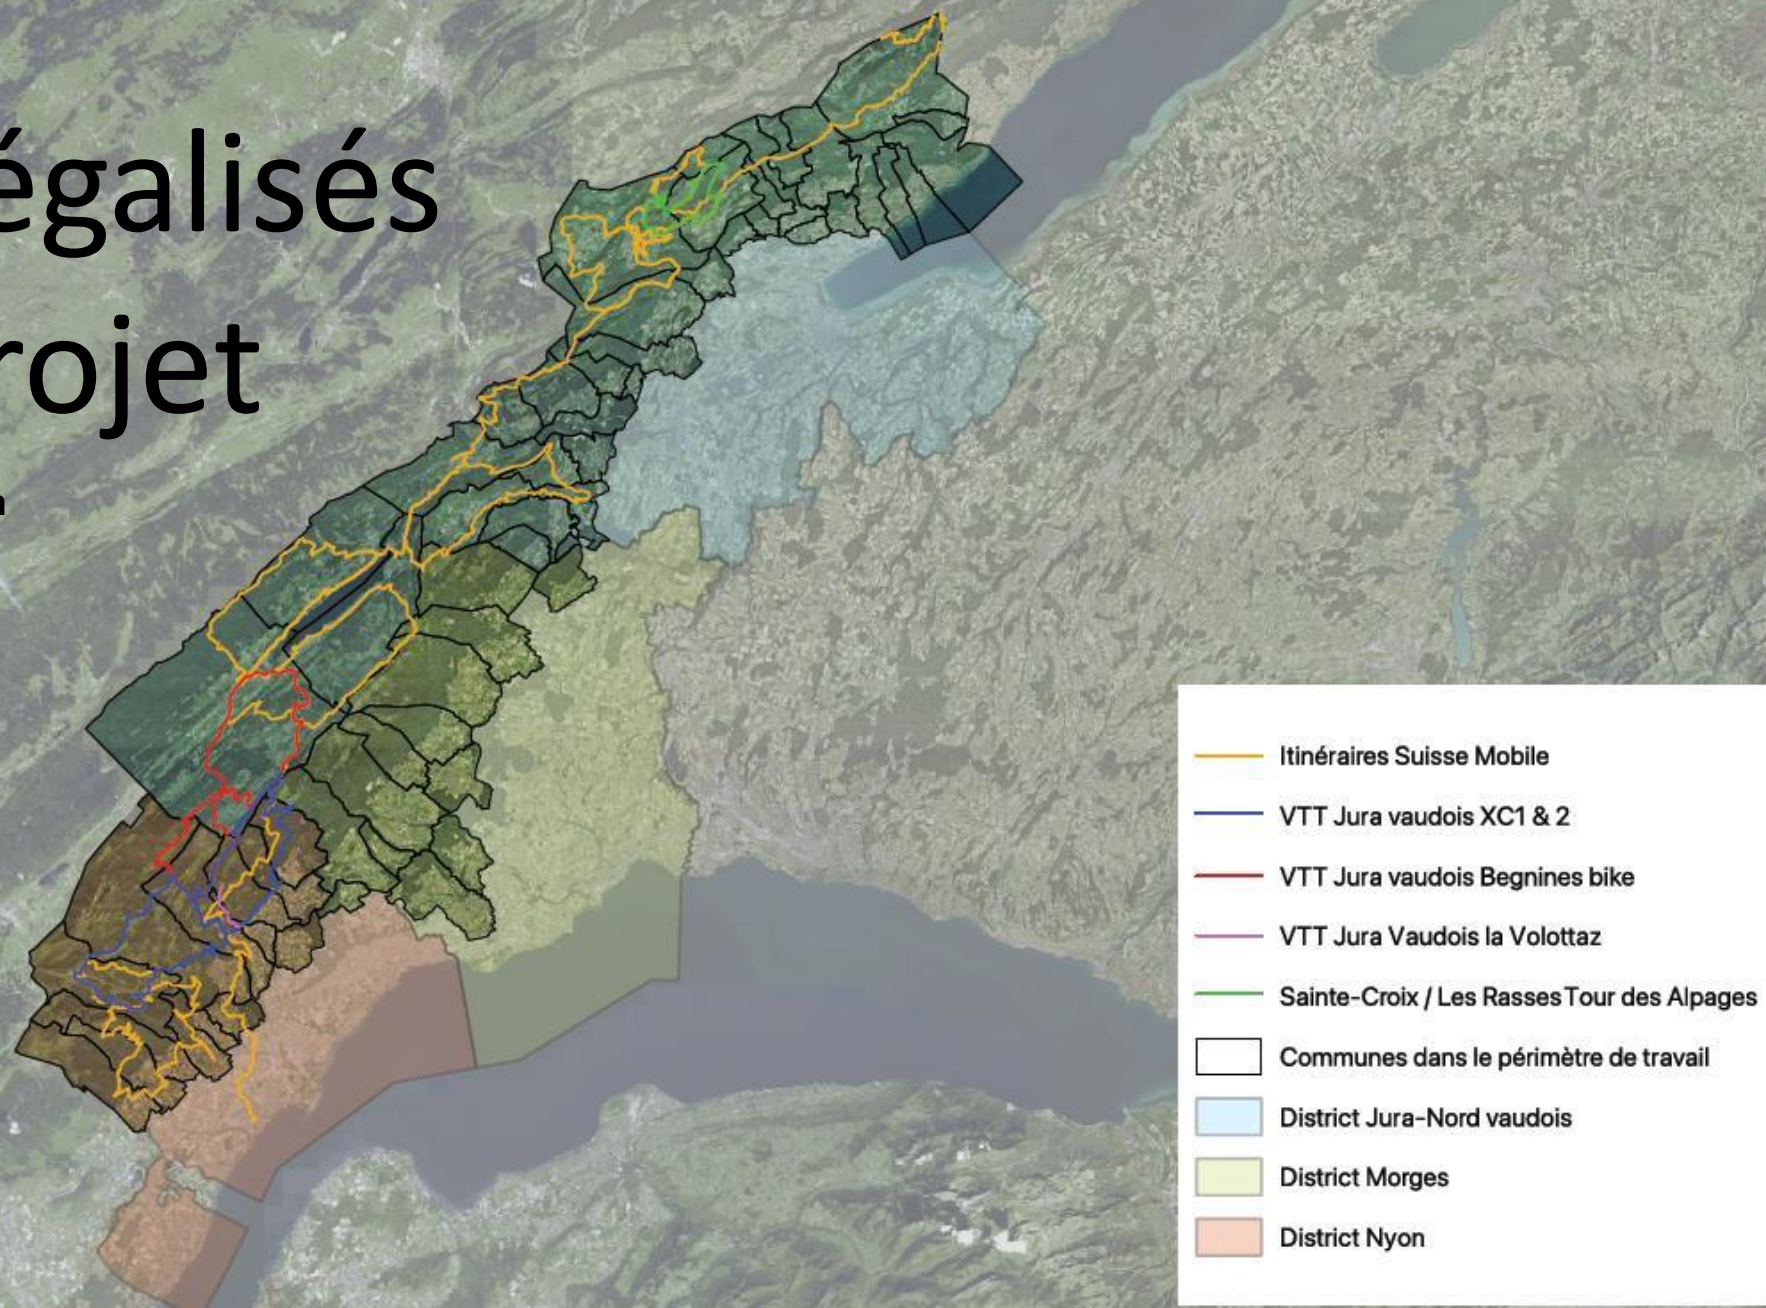 égalisés
rojet
Itinéraires Suisse Mobile
VTT Jura vaudois XC1 & 2
VTT Jura vaudois Begnines bike
VTT Jura Vaudois la Volottaz
Sainte-Croix / Les Rasses Tour des Alpages
Communes dans le périmètre de travail
District Jura-Nord vaudois
District Morges
District Nyon